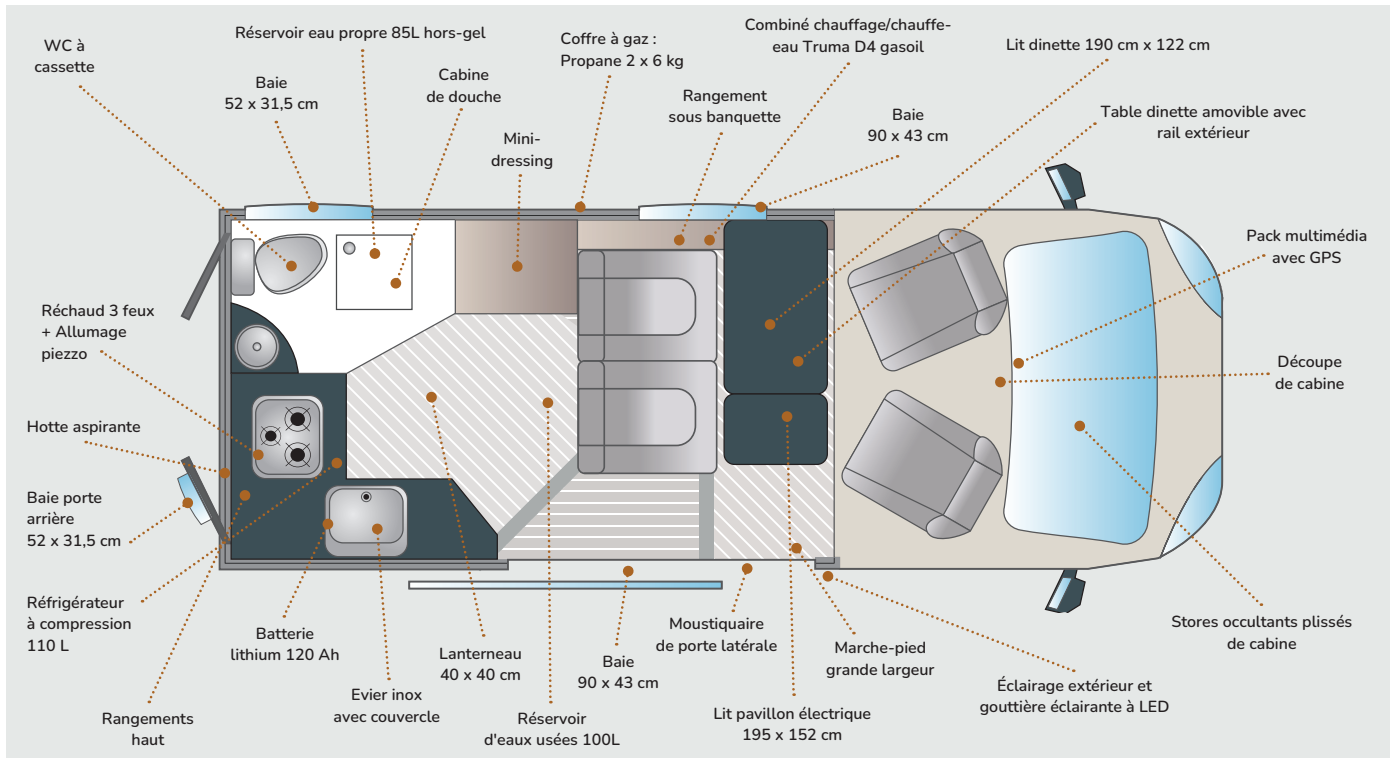 WC à
cassette
Réservoir eau propre 85L hors-gel
Baie
52 x 31,5 cm
Cabine
de douche
Mini-
dressing
Coffre à gaz :
Propane 2 x 6 kg
Rangement
sous banquette
Combiné chauffage/chauffe-
eau Truma D4 gasoil
Baie
90 x 43 cm
Lit dinette 190 cm x 122 cm
Table dinette amovible avec
rail extérieur
Pack multimédia
avec GPS
Découpe
de cabine
Stores occultants plissés
de cabine
Réchaud 3 feux
+ Allumage
piezzo
Hotte aspirante
Baie porte
arrière
52 x 31,5 cm
Réfrigérateur
à compression
110 L
Rangements
haut
Batterie
lithium 120 Ah
Evier inox
avec couvercle
Lanterneau
40 x 40 cm
Réservoir
d'eaux usées 100L
Baie
90 x 43 cm
Moustiquaire
de porte latérale
Lit pavillon électrique
195 x 152 cm
Marche-pied
grande largeur
Éclairage extérieur et
gouttière éclairante à LED